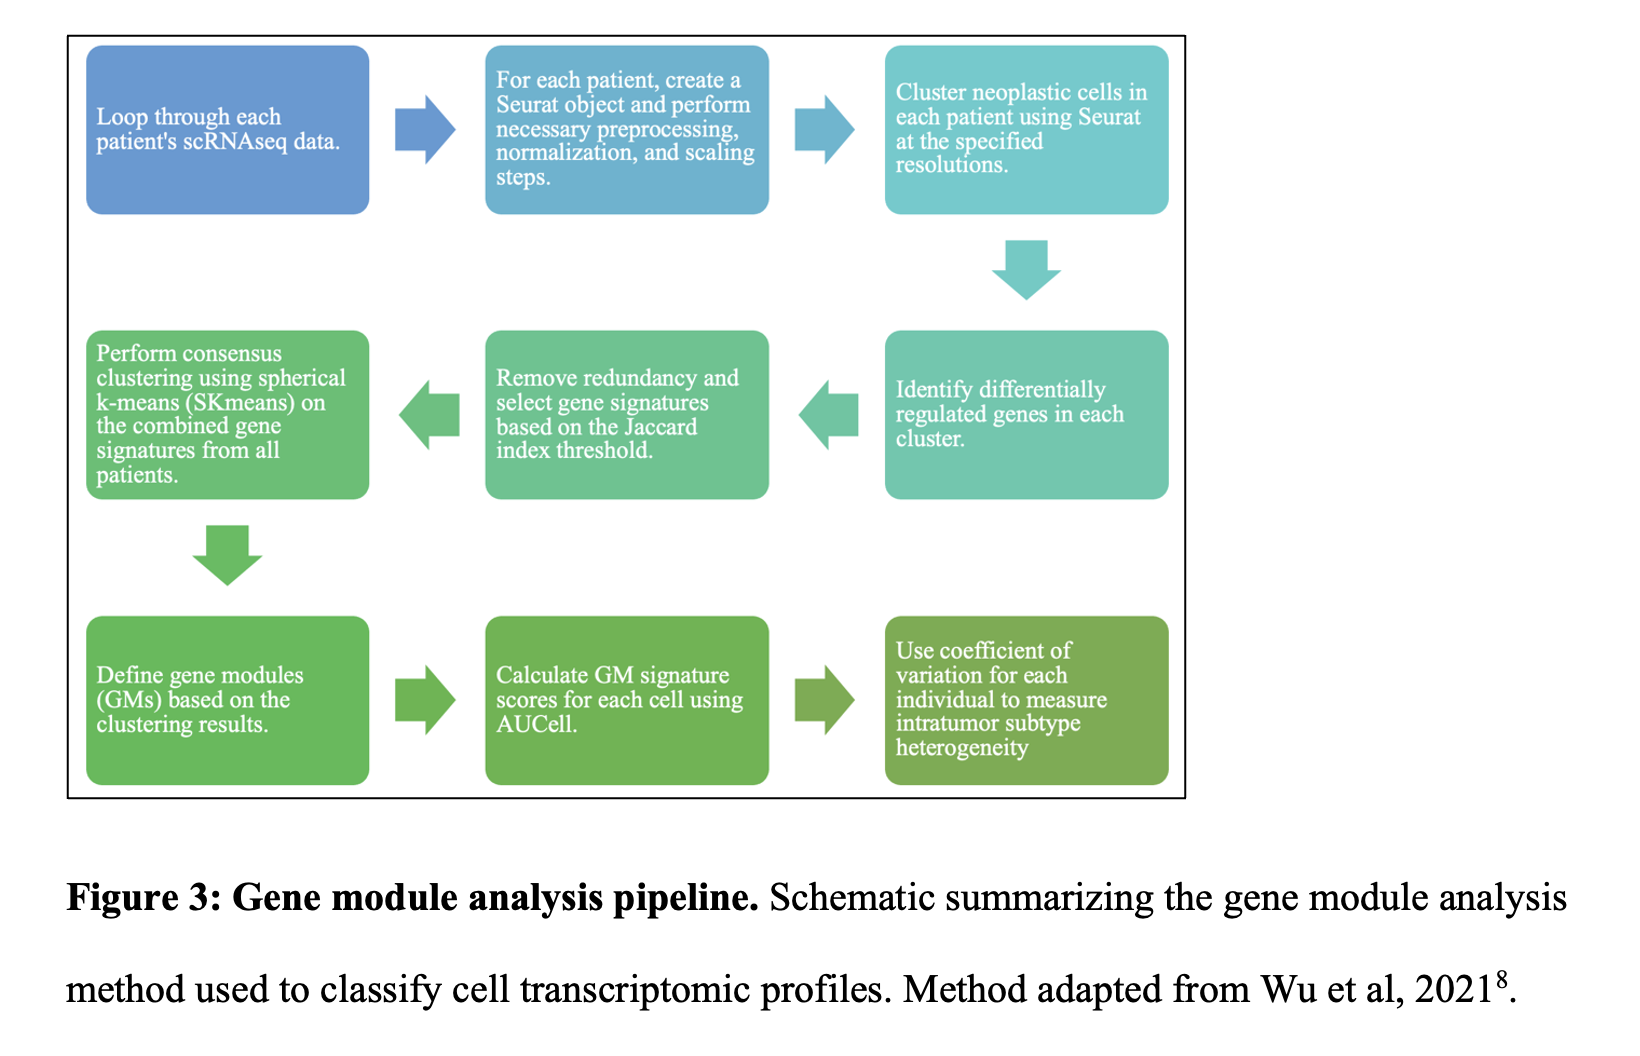 Loop through each
patient's scRNAseq data.
For each patient, create a
Seurat object and perform
necessary preprocessing,
normalization, and scaling
steps.
Cluster neoplastic cells in
each patient using Seurat
at the specified
resolutions.
Identify differentially
regulated genes in each
cluster.
Remove redundancy and
select gene signatures
based on the Jaccard
index threshold.
Perform consensus
clustering using spherical
k-means (SKmeans) on
the combined gene
signatures from all
patients.
Define gene modules
(GMs) based on the
clustering results.
Calculate GM signature
scores for each cell using
AUCell.
Use coefficient of
variation for each
individual to measure
intratumor subtype
heterogeneity
Figure 3: Gene module analysis pipeline. Schematic summarizing the gene module analysis
method used to classify cell transcriptomic profiles. Method adapted from Wu et al, 2021⁸.